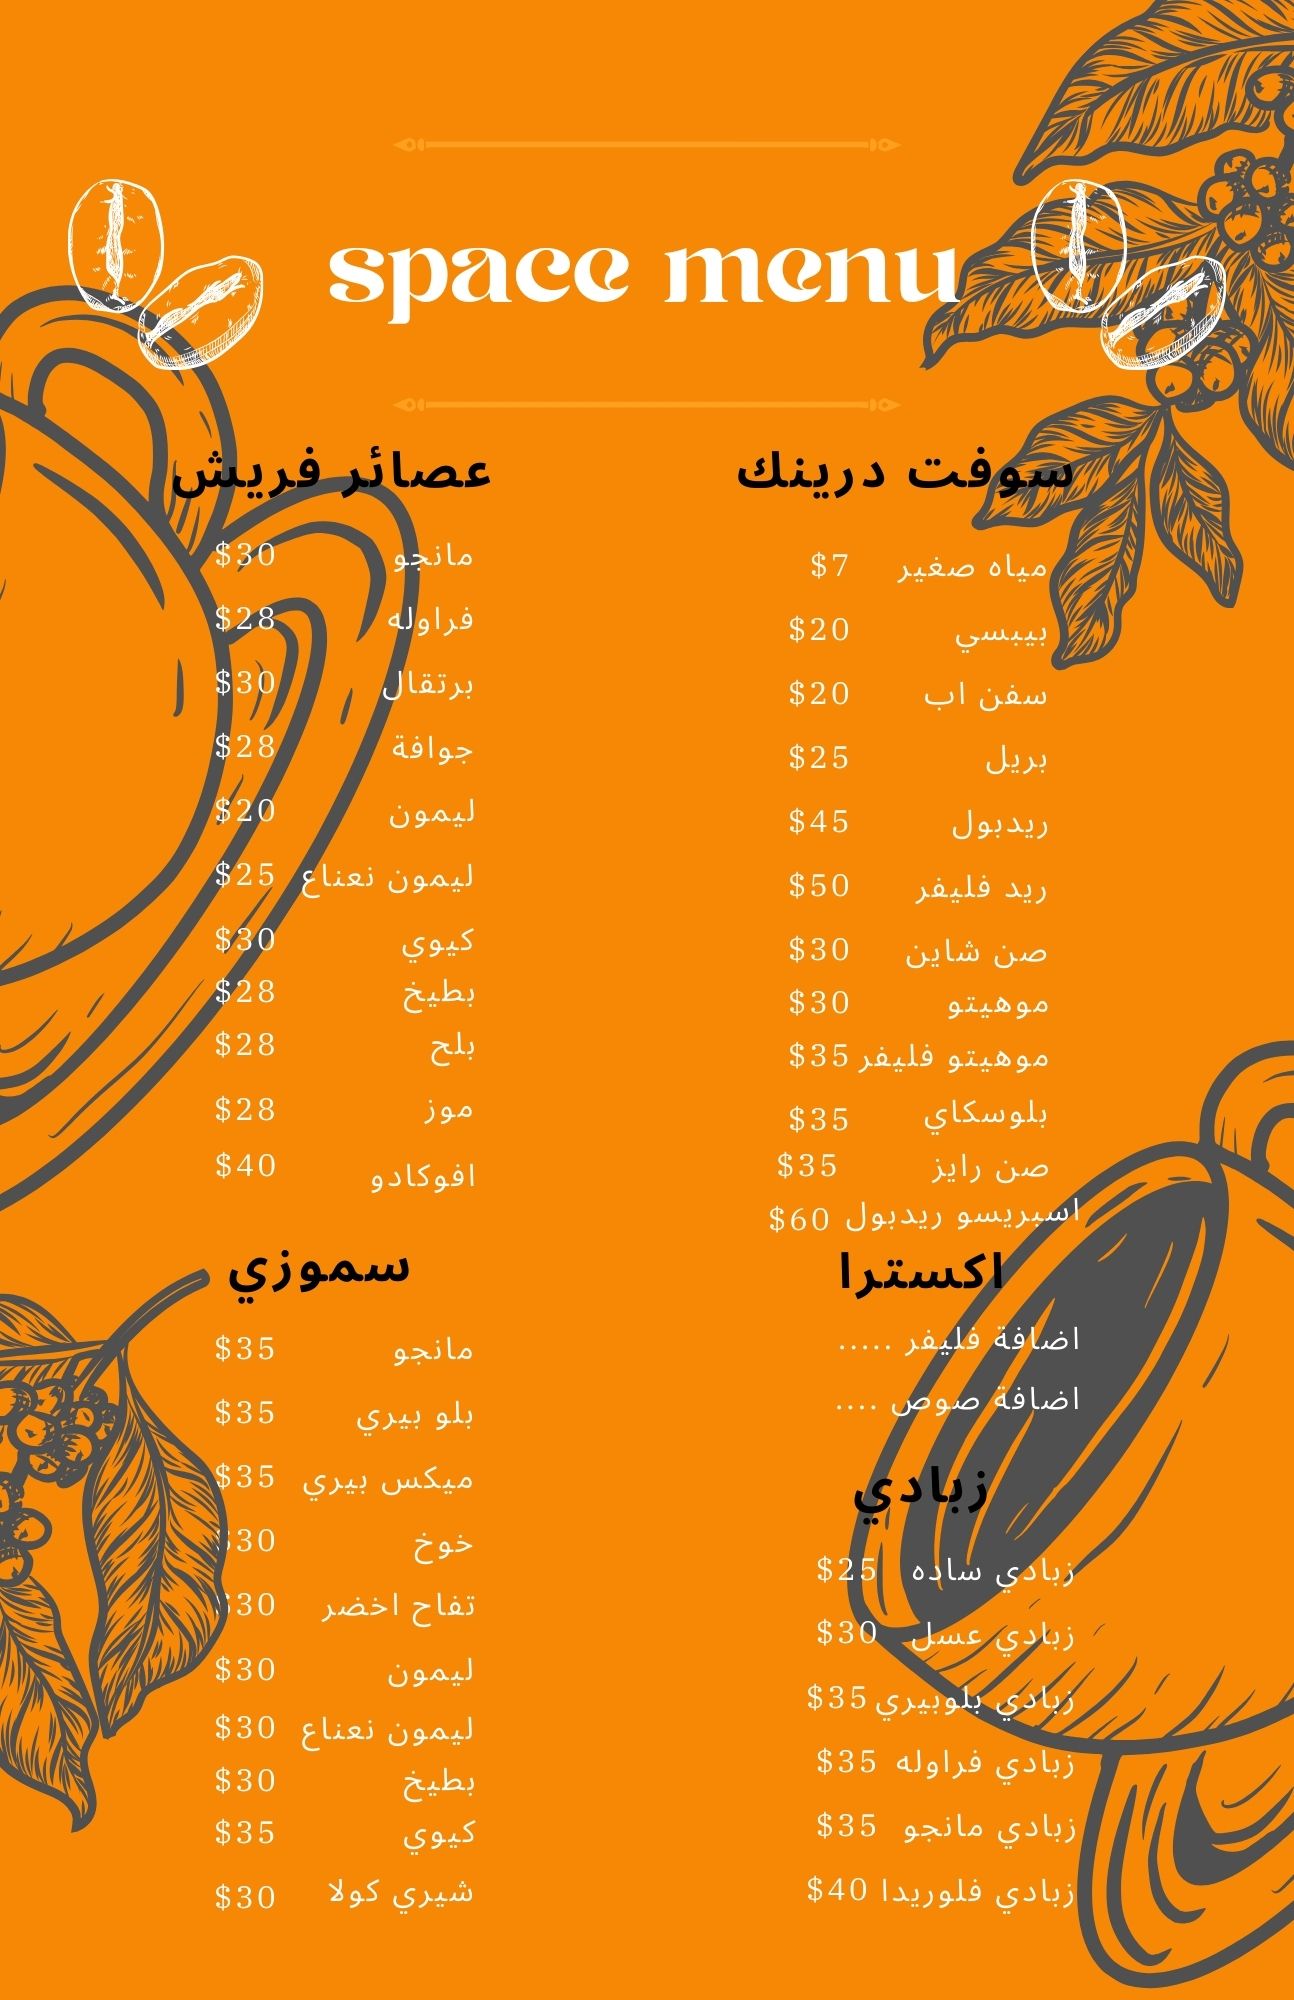 space menu
سوفت درينك
مياه صغير $7
بيبسي $20
سفن اب $20
بريل $25
ريدبول $45
ريد فليفر $50
صن شاين $30
موهيتو $30
موهيتو فليفر $35
بلوسكاي $35
صن رايز $35
اسبريسو ريدبول $60
اكسترا
اضافة فليفر .....
اضافة صوص ....
زبادي
زبادي ساده $25
زبادي عسل $30
زبادي بلوبيري $35
زبادي فراوله $35
زبادي مانجو $35
زبادي فلوريدا $40
عصائر فريش
مانجو $30
فراوله $28
برتقال $30
جوافة $28
ليمون $20
ليمون نعناع $25
كيوي $30
بطيخ $28
بلح $28
موز $28
افوكادو $40
سموزي
مانجو $35
بلو بيري $35
ميكس بيري $35
خوخ $30
تفاح اخضر $30
ليمون $30
ليمون نعناع $30
بطيخ $30
كيوي $35
شيري كولا $30